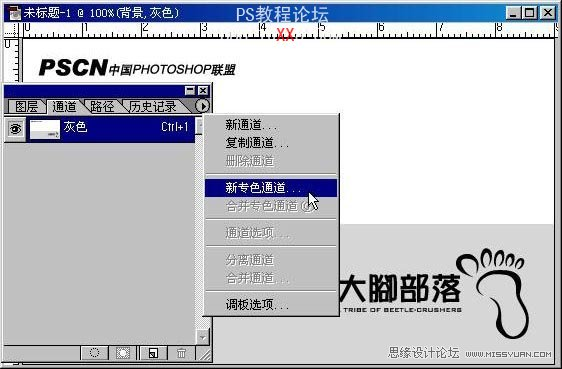 未标题-1 @ 100%(背景,灰色)
PS教程论坛
XX
PSCN中国PHOTOSHOP联盟
图层 通道 路径 历史记录
灰色 Ctrl+1
新通道...
复制通道...
删除通道
新专色通道...
合并专色通道
通道选项...
分离通道
合并通道...
调板选项...
大脚部落
TRIBE OF BEETLE-CRUSHERS
思缘设计论坛 WWW.MISSYUAN.COM